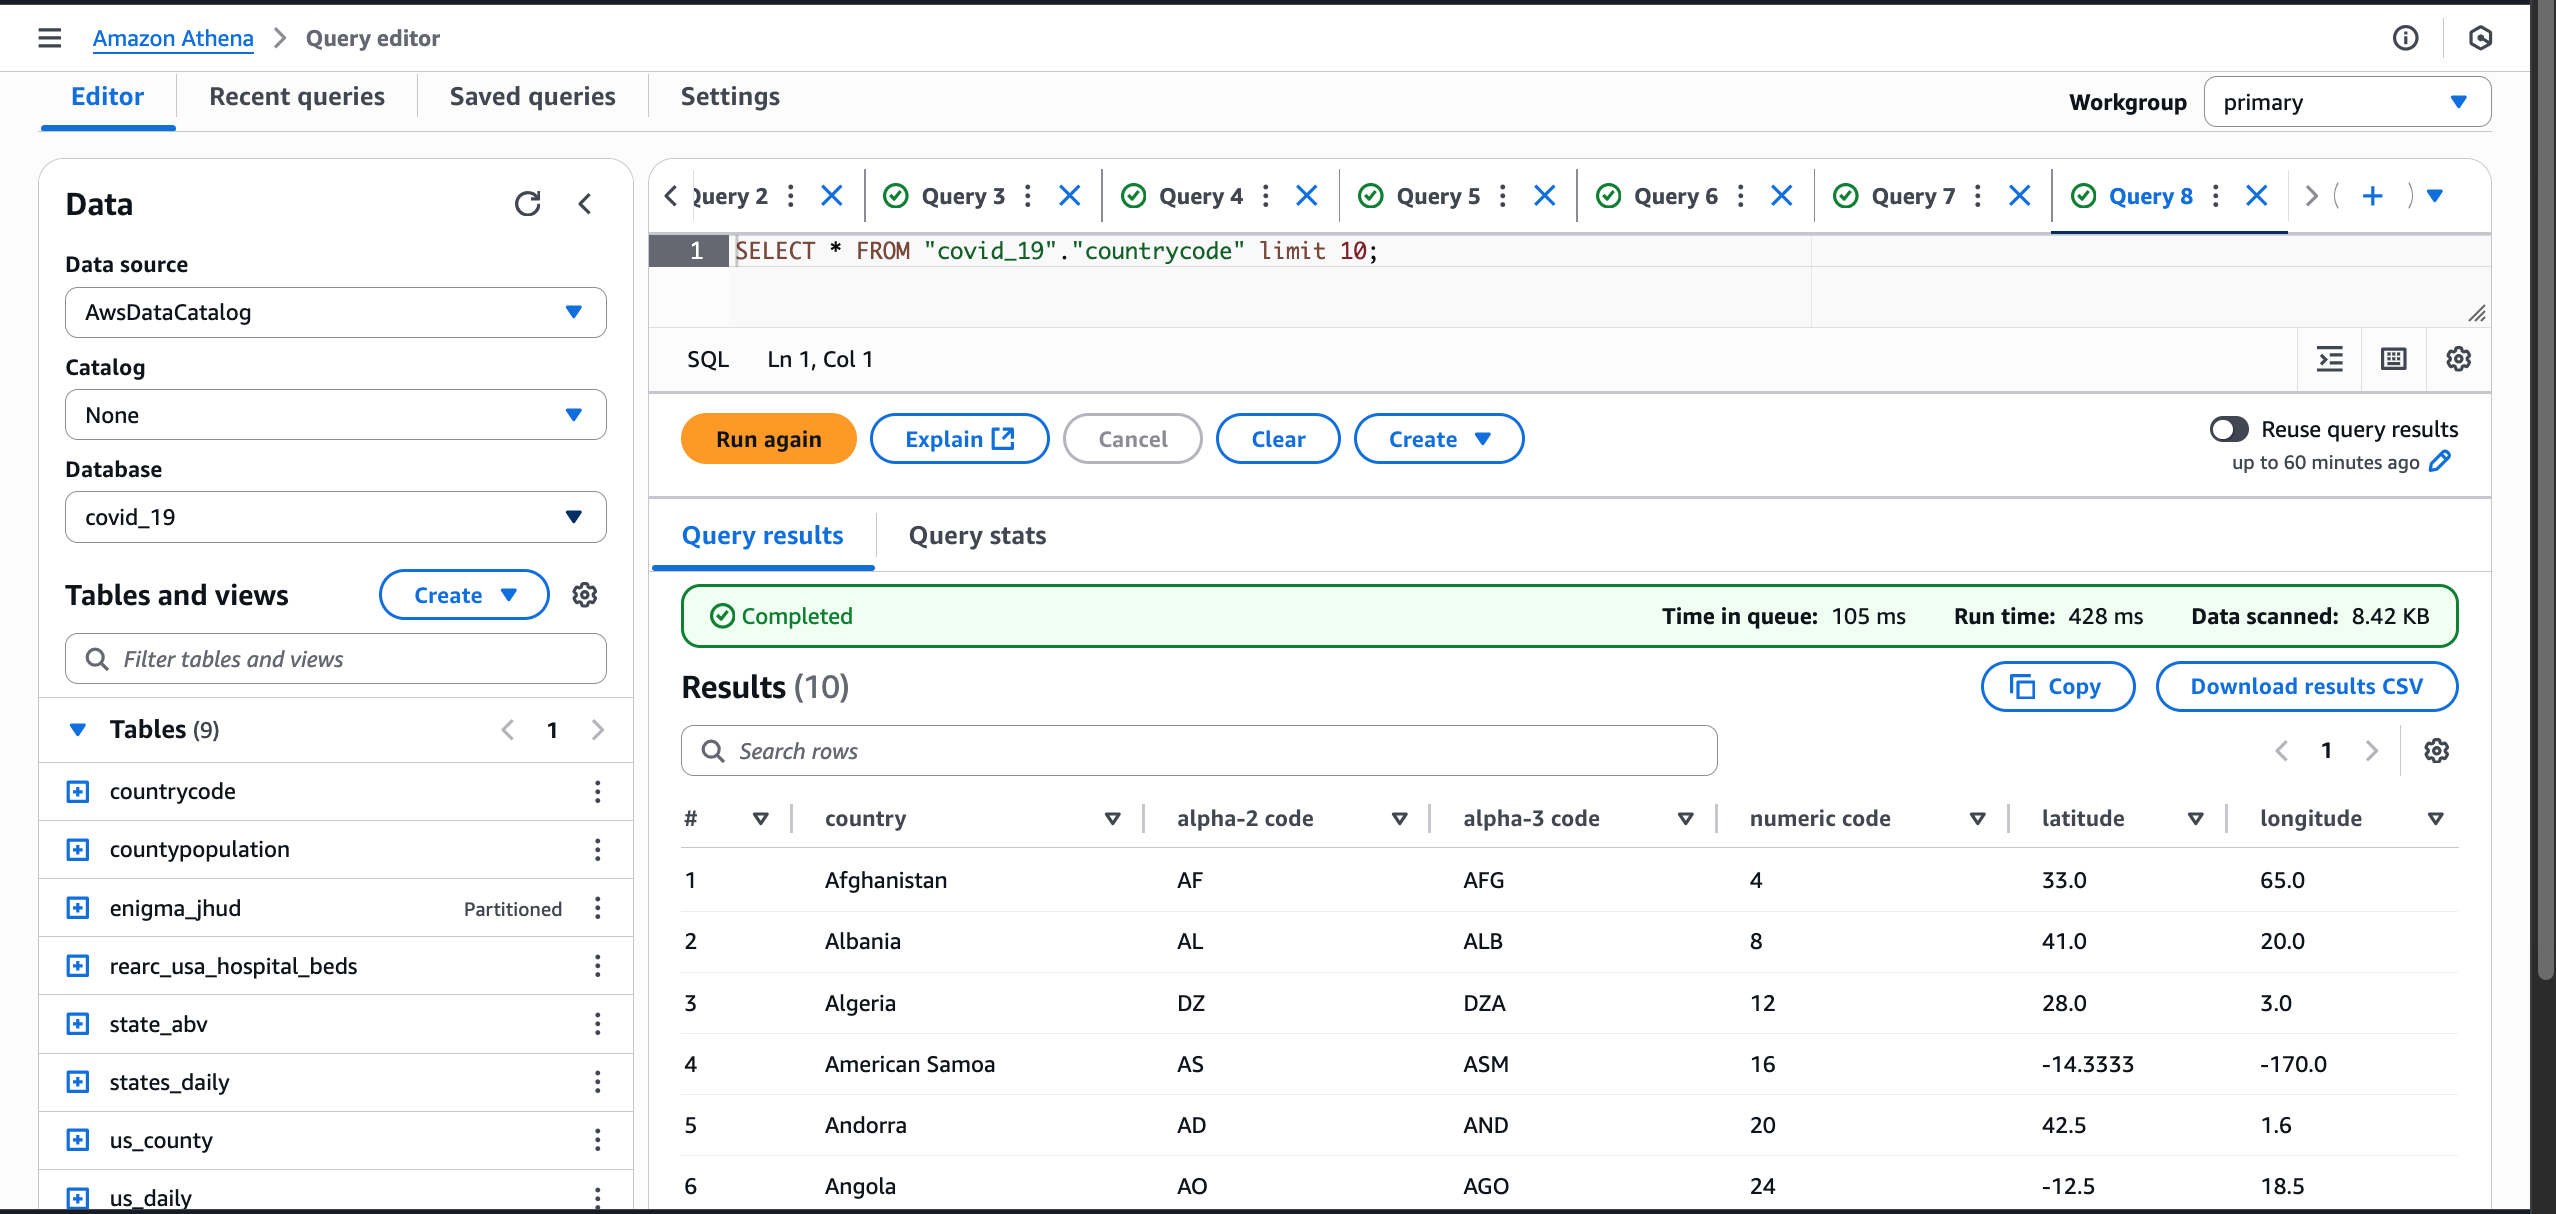 Amazon Athena > Query editor
Editor Recent queries Saved queries Settings
Workgroup primary
Data
Data source
AwsDataCatalog
Catalog
None
Database
covid_19
Tables and views Create
Filter tables and views
Tables (9) 1
countrycode
countypopulation
enigma_jhud Partitioned
rearc_usa_hospital_beds
state_abv
states_daily
us_county
us_daily
Query 2 Query 3 Query 4 Query 5 Query 6 Query 7 Query 8
1 SELECT * FROM "covid_19"."countrycode" limit 10;
SQL Ln 1, Col 1
Run again Explain Cancel Clear Create
Reuse query results
up to 60 minutes ago
Query results Query stats
Completed Time in queue: 105 ms Run time: 428 ms Data scanned: 8.42 KB
Results (10) Copy Download results CSV
Search rows 1
# country alpha-2 code alpha-3 code numeric code latitude longitude
1 Afghanistan AF AFG 4 33.0 65.0
2 Albania AL ALB 8 41.0 20.0
3 Algeria DZ DZA 12 28.0 3.0
4 American Samoa AS ASM 16 -14.3333 -170.0
5 Andorra AD AND 20 42.5 1.6
6 Angola AO AGO 24 -12.5 18.5